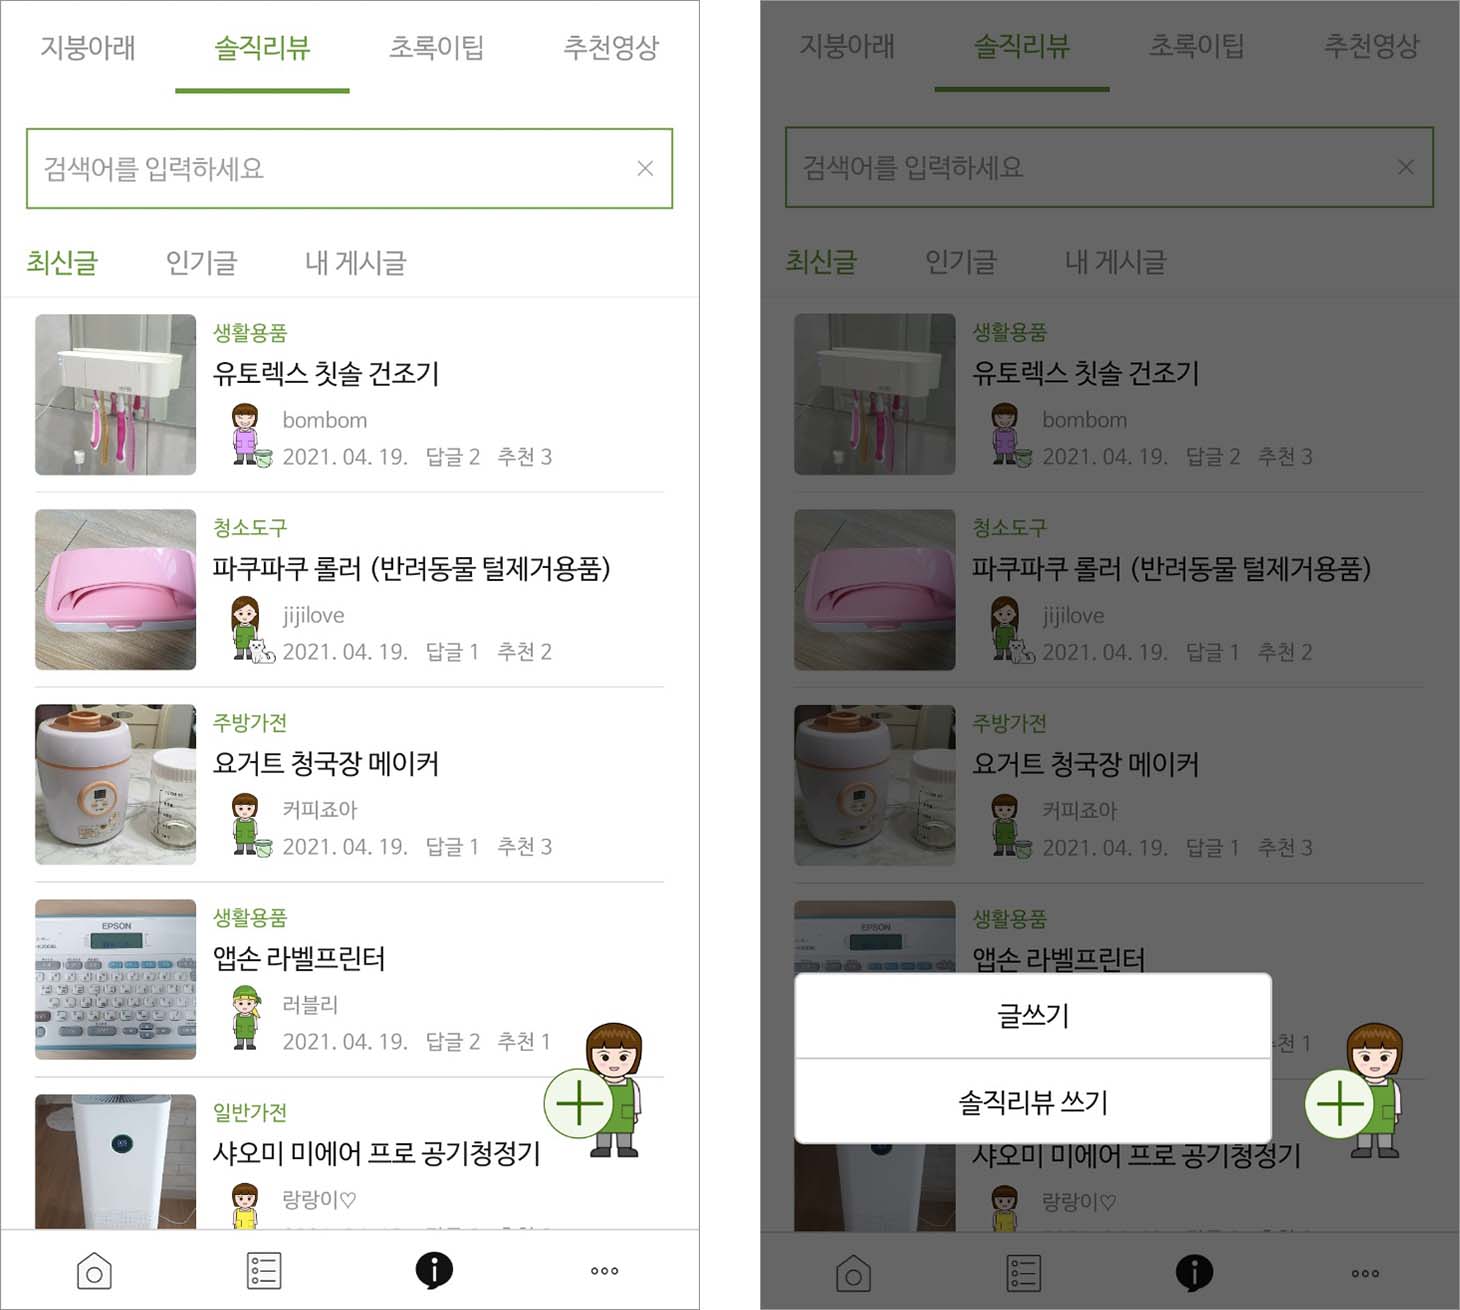 지붕아래 솔직리뷰 초록이팁 추천영상
검색어를 입력하세요
최신글 인기글 내 게시글
생활용품
유토렉스 칫솔 건조기
bombom
2021. 04. 19. 답글 2 추천 3
청소도구
파쿠파쿠 롤러 (반려동물 털제거용품)
jijilove
2021. 04. 19. 답글 1 추천 2
주방가전
요거트 청국장 메이커
커피죠아
2021. 04. 19. 답글 1 추천 3
EPSON
생활용품
앱손 라벨프린터
러블리
2021. 04. 19. 답글 2 추천 1
일반가전
샤오미 미에어 프로 공기청정기
랑랑이♡
지붕아래 솔직리뷰 초록이팁 추천영상
검색어를 입력하세요
최신글 인기글 내 게시글
생활용품
유토렉스 칫솔 건조기
bombom
2021. 04. 19. 답글 2 추천 3
청소도구
파쿠파쿠 롤러 (반려동물 털제거용품)
jijilove
2021. 04. 19. 답글 1 추천 2
주방가전
요거트 청국장 메이커
커피죠아
2021. 04. 19. 답글 1 추천 3
EPSON
생활용품
앱손 라벨프린터
글쓰기
추천 1
솔직리뷰 쓰기
샤오미 미에어 프로 공기청정기
랑랑이♡